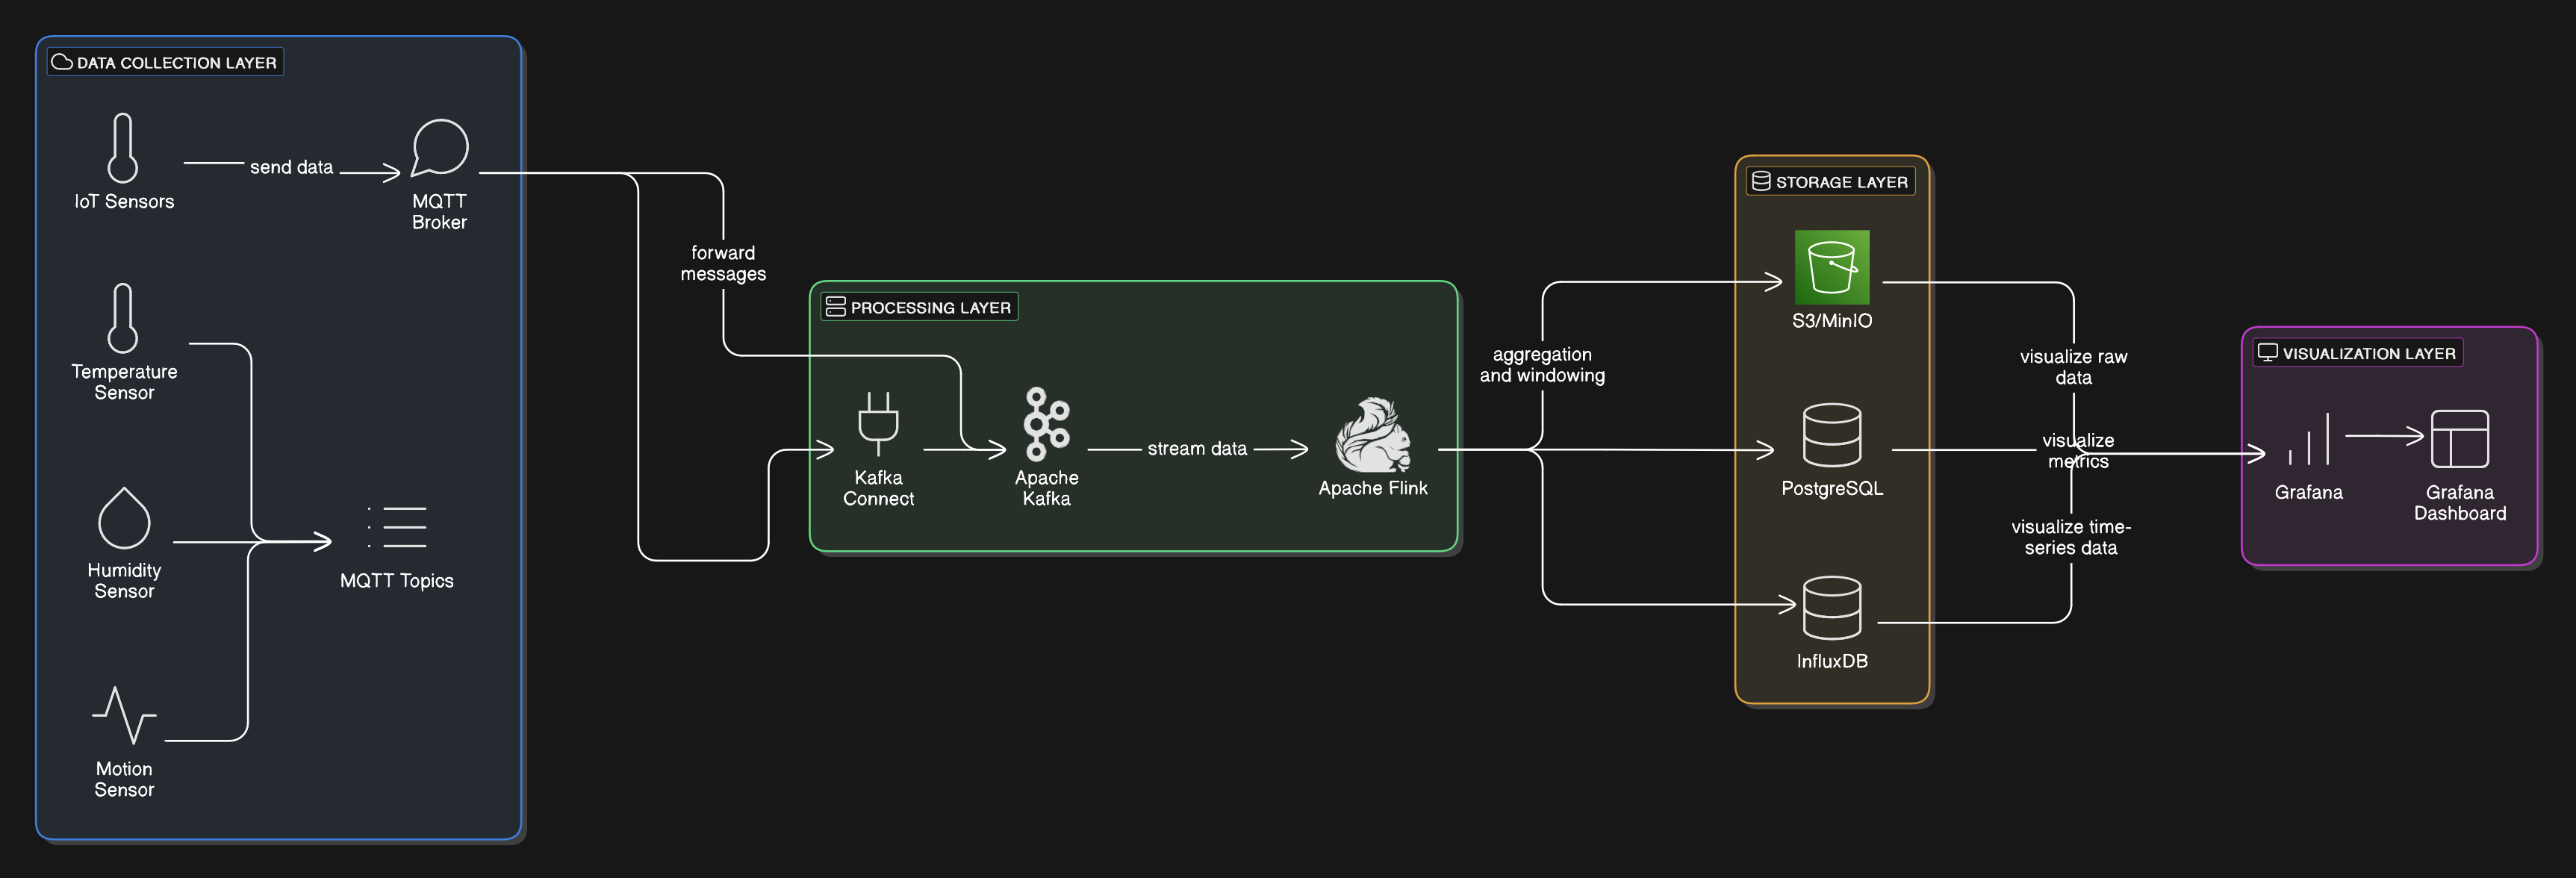 DATA COLLECTION LAYER
IoT Sensors
send data
MQTT
Broker
Temperature
Sensor
Humidity
Sensor
MQTT Topics
Motion
Sensor
forward
messages
PROCESSING LAYER
Kafka
Connect
Apache
Kafka
stream data
Apache Flink
aggregation
and windowing
STORAGE LAYER
S3/MinIO
PostgreSQL
InfluxDB
visualize raw
data
visualize
metrics
visualize time-
series data
VISUALIZATION LAYER
Grafana
Grafana
Dashboard